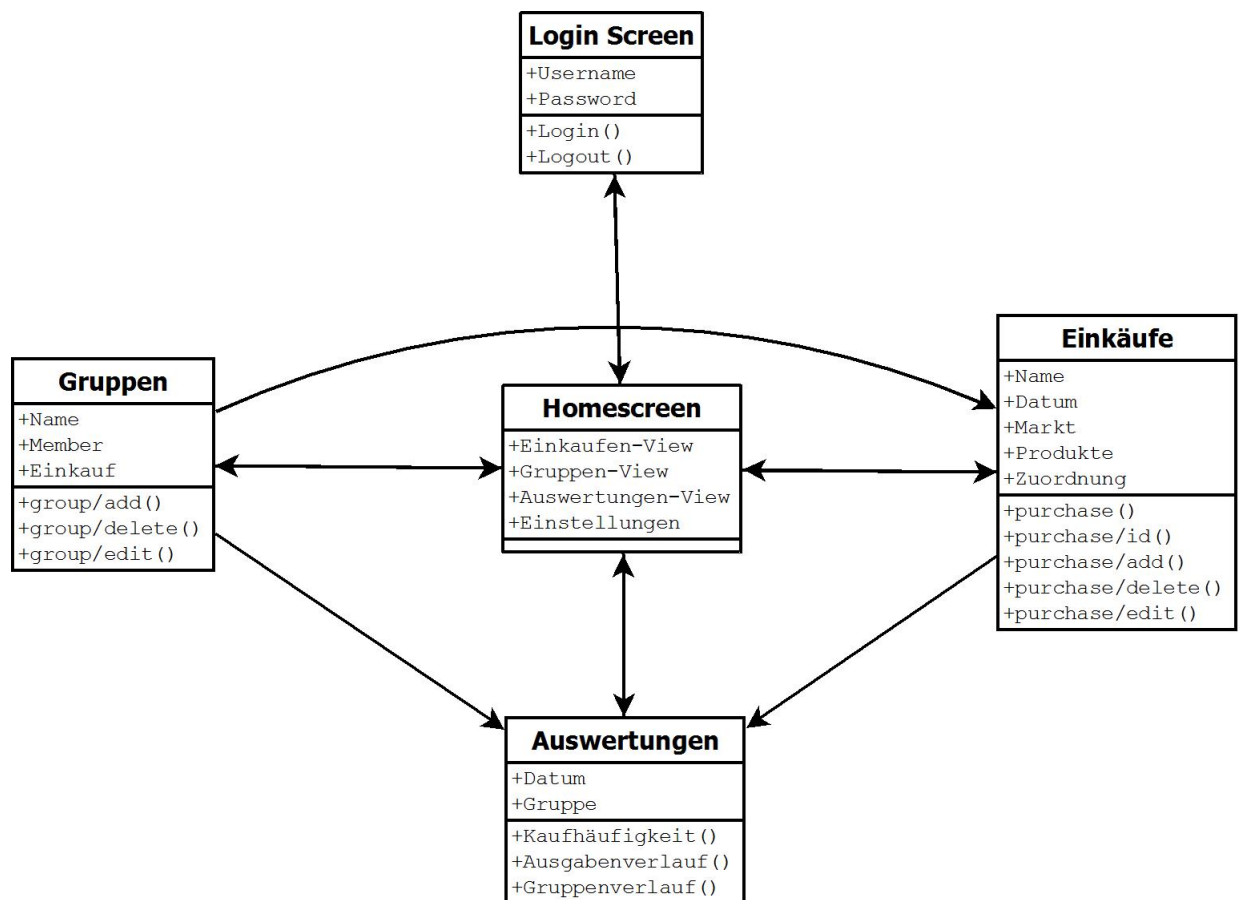 Login Screen
+Username
+Password
+Login()
+Logout()
Gruppen
+Name
+Member
+Einkauf
+group/add()
+group/delete()
+group/edit()
Homescreen
+Einkaufen-View
+Gruppen-View
+Auswertungen-View
+Einstellungen
Einkäufe
+Name
+Datum
+Markt
+Produkte
+Zuordnung
+purchase()
+purchase/id()
+purchase/add()
+purchase/delete()
+purchase/edit()
Auswertungen
+Datum
+Gruppe
+Kaufhäufigkeit()
+Ausgabenverlauf()
+Gruppenverlauf()